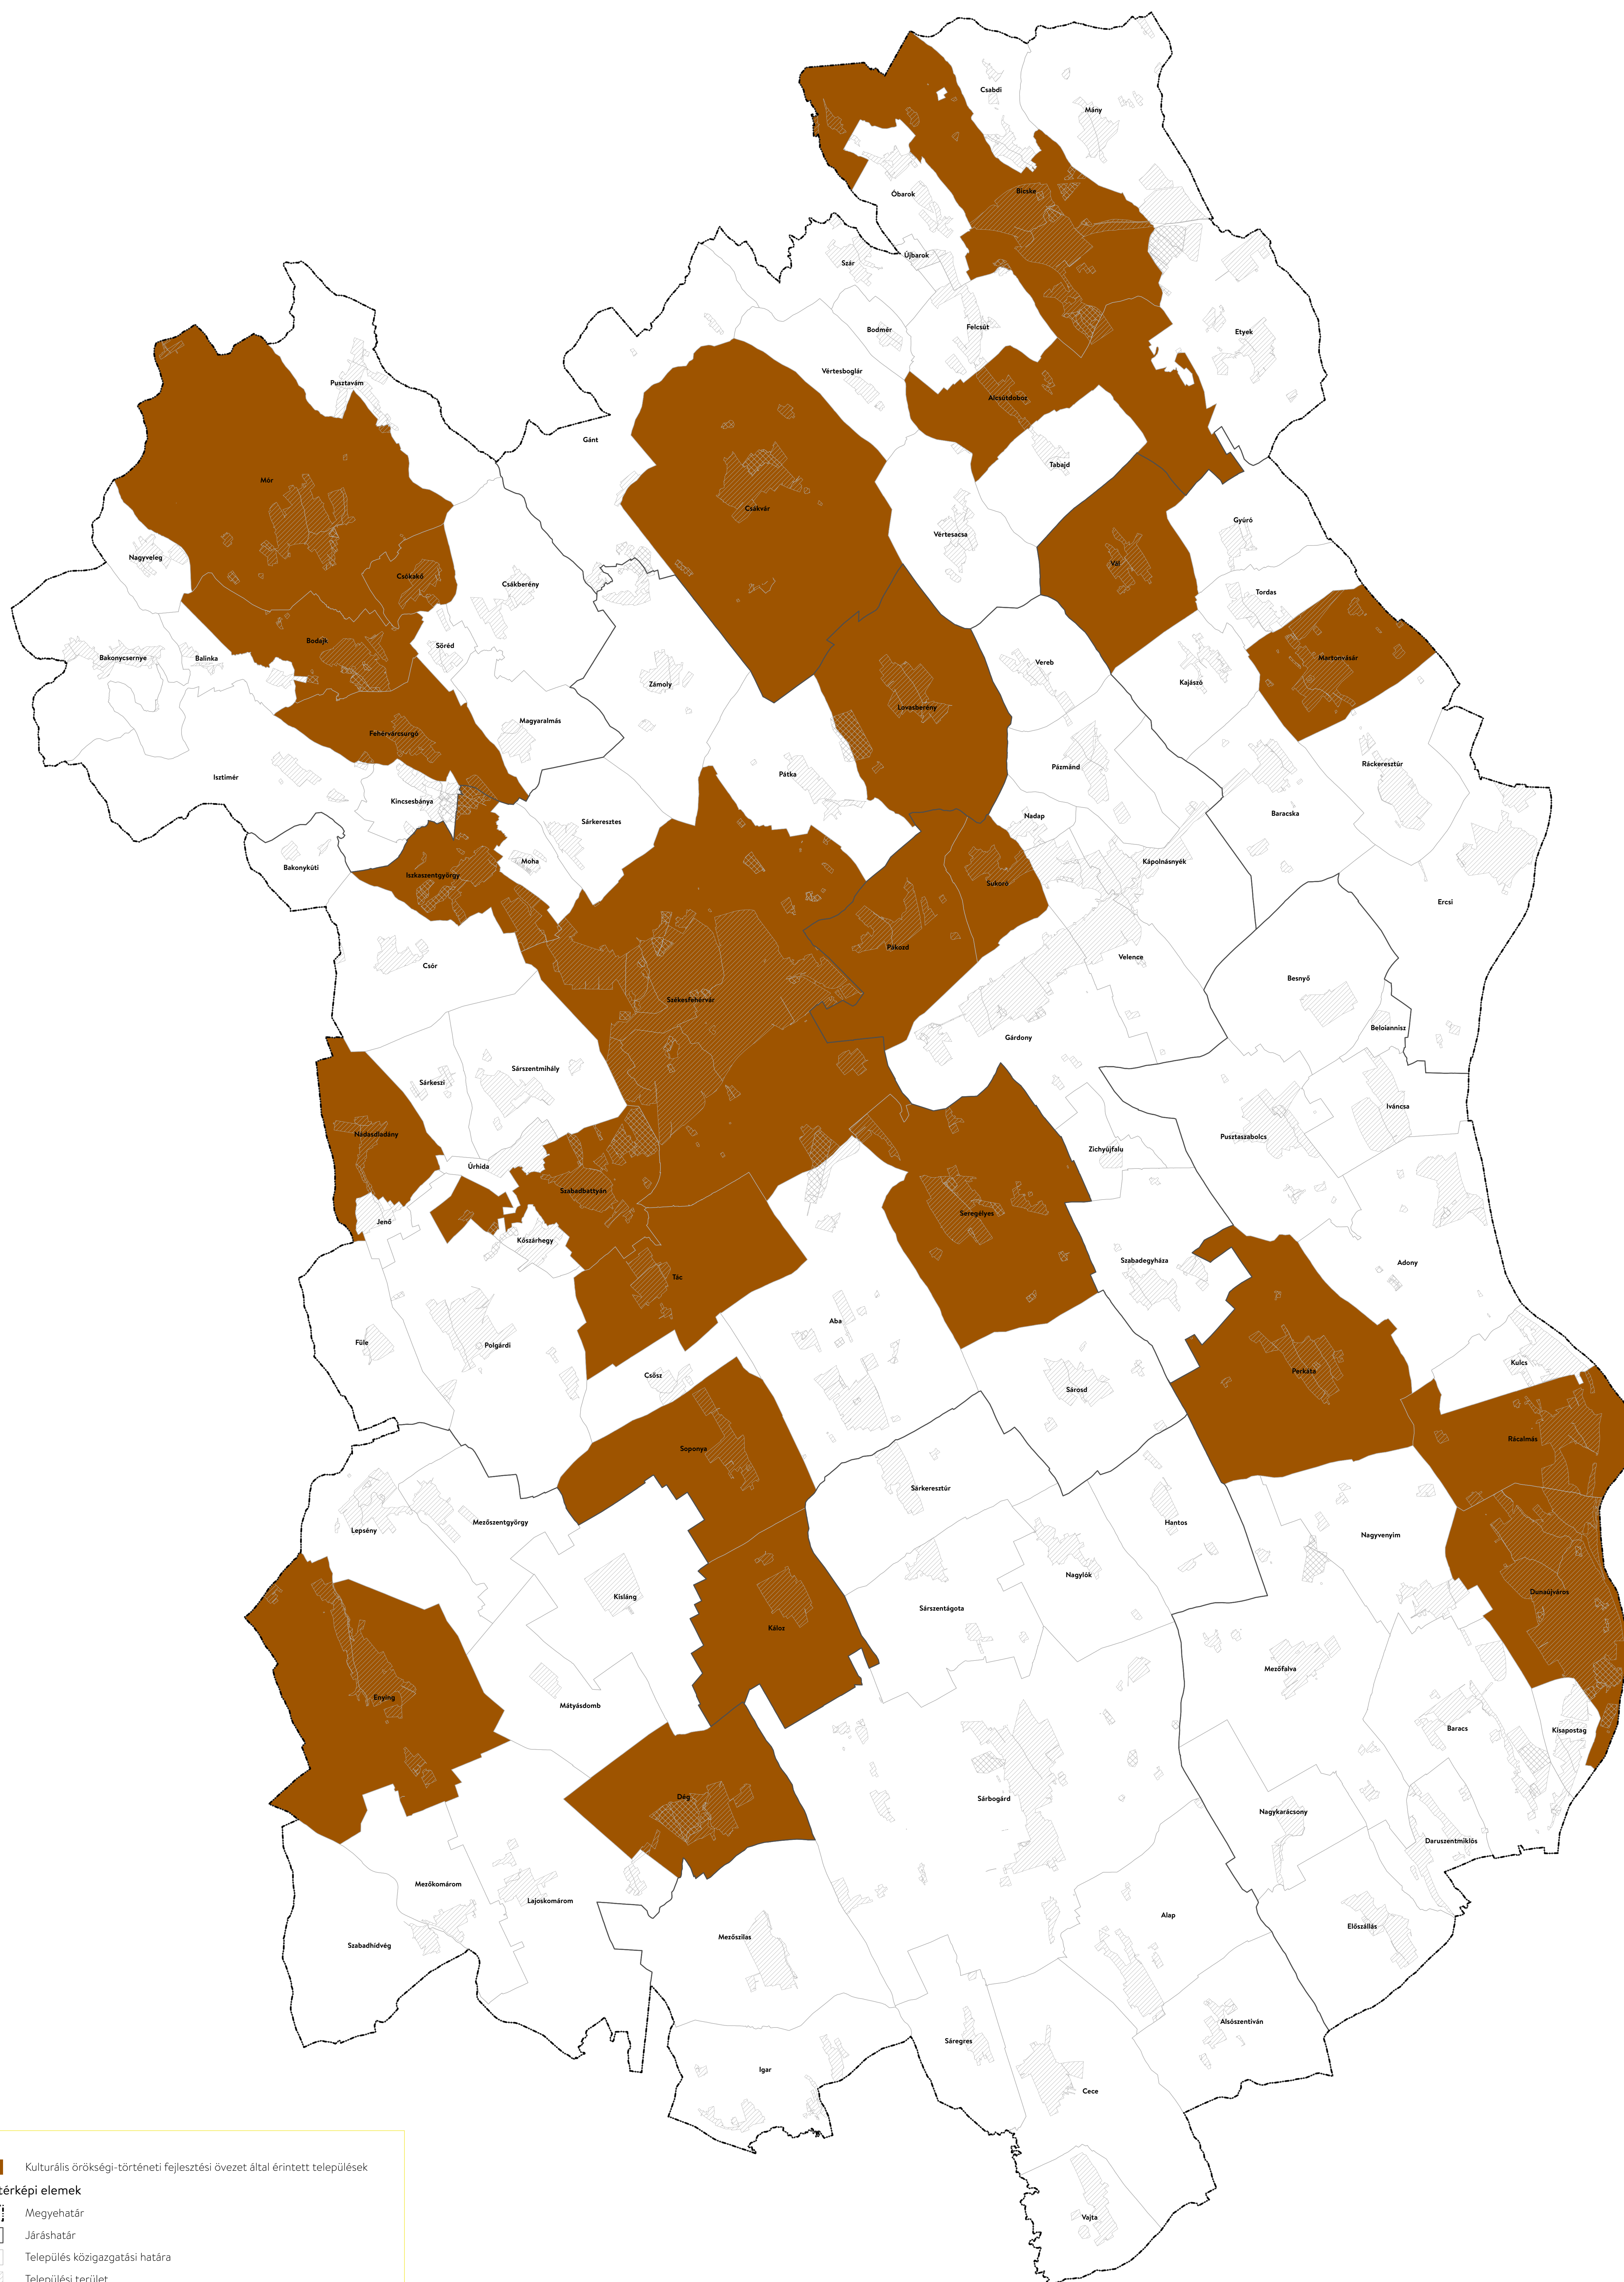 Csabdi
Mány
Bicske
Óbarok
Újbarok
Szár
Etyek
Felcsút
Bodmér
Vértesboglár
Pusztavám
Alcsútdoboz
Gánt
Tabajd
Mór
Csákvár
Gyúró
Vértesacsa
Nagyveleg
Vál
Csókakő
Csákberény
Tordas
Bodajk
Söréd
Bakonycsernye
Balinka
Martonvásár
Vereb
Zámoly
Kajászó
Lovasberény
Magyaralmás
Fehérvárcsurgó
Ráckeresztúr
Pázmánd
Pátka
Isztimér
Kincsesbánya
Baracska
Nadap
Sárkeresztes
Moha
Kápolnásnyék
Bakonykúti
Iszkaszentgyörgy
Sukoró
Ercsi
Pákozd
Velence
Csór
Besnyő
Székesfehérvár
Beloiannisz
Gárdony
Sárszentmihály
Sárkeszi
Iváncsa
Nádasdladány
Pusztaszabolcs
Zichyújfalu
Úrhida
Szabadbattyán
Seregélyes
Jenő
Kőszárhegy
Szabadegyháza
Adony
Tác
Aba
Füle
Polgárdi
Kulcs
Perkáta
Csősz
Sárosd
Rácalmás
Soponya
Sárkeresztúr
Mezőszentgyörgy
Hantos
Lepsény
Nagyvenyim
Nagylók
Dunaújváros
Kisláng
Sárszentágota
Káloz
Mezőfalva
Enying
Mátyásdomb
Baracs
Kisapostag
Dég
Sárbogárd
Nagykarácsony
Daruszentmiklós
Mezőkomárom
Lajoskomárom
Alap
Előszállás
Mezőszilas
Szabadhídvég
Alsószentiván
Sáregres
Igar
Cece
Vajta
Kulturális örökségi-történeti fejlesztési övezet által érintett települések
térképi elemek
Megyehatár
Járáshatár
Település közigazgatási határa
Települési terület